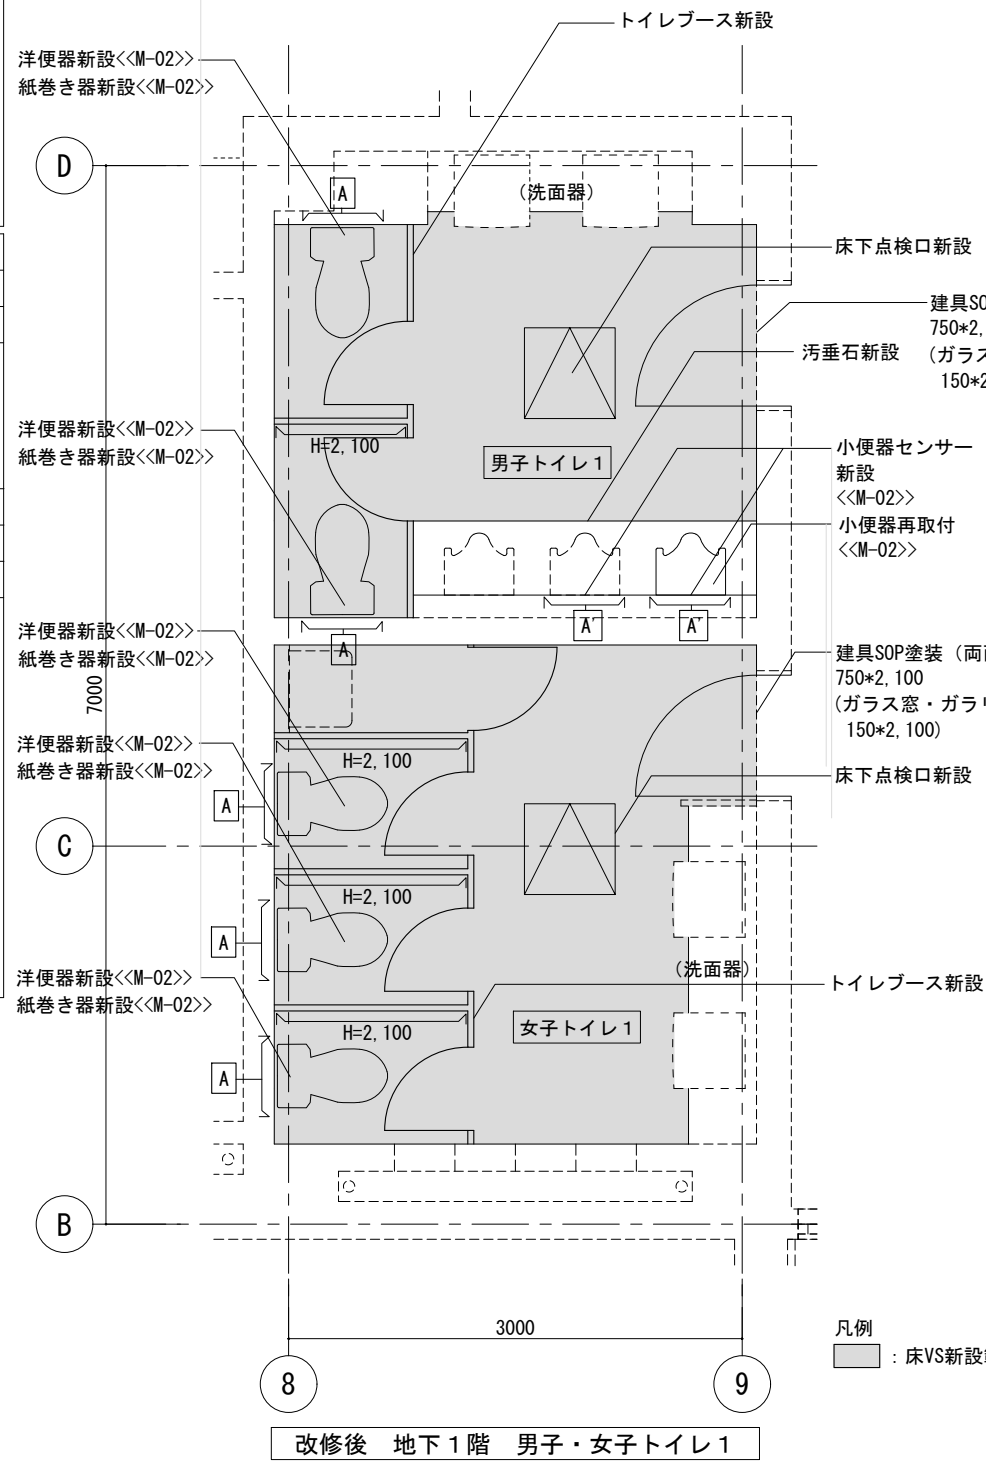 トイレブース新設
洋便器新設<<M-02>>
紙巻き器新設<<M-02>>
D
A
(洗面器)
床下点検口新設
建具SO
750*2,
(ガラス
150*2
汚垂石新設
洋便器新設<<M-02>>
紙巻き器新設<<M-02>>
H=2,100
男子トイレ1
小便器センサー
新設
<<M-02>>
小便器再取付
<<M-02>>
A'
A'
洋便器新設<<M-02>>
紙巻き器新設<<M-02>>
A
建具SOP塗装（両
750*2,100
(ガラス窓・ガラリ
150*2,100)
7000
洋便器新設<<M-02>>
紙巻き器新設<<M-02>>
H=2,100
床下点検口新設
A
C
H=2,100
A
(洗面器)
洋便器新設<<M-02>>
紙巻き器新設<<M-02>>
トイレブース新設
女子トイレ1
H=2,100
A
B
3000
凡例
：床VS新設
8
9
改修後　地下1階　男子・女子トイレ1